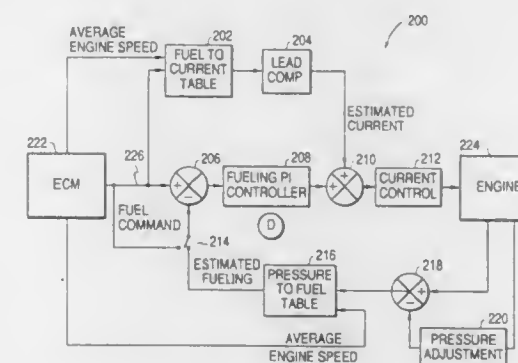 200
AVERAGE
ENGINE SPEED
202
FUEL TO
CURRENT
TABLE
204
LEAD
COMP
ESTIMATED
CURRENT
222
ECM
226
+
-
206
208
FUELING PI
CONTROLLER
+
+
210
212
CURRENT
CONTROL
224
ENGINE
D
FUEL
COMMAND
214
ESTIMATED
FUELING
216
PRESSURE
TO FUEL
TABLE
218
+
-
220
PRESSURE
ADJUSTMENT
AVERAGE
ENGINE SPEED